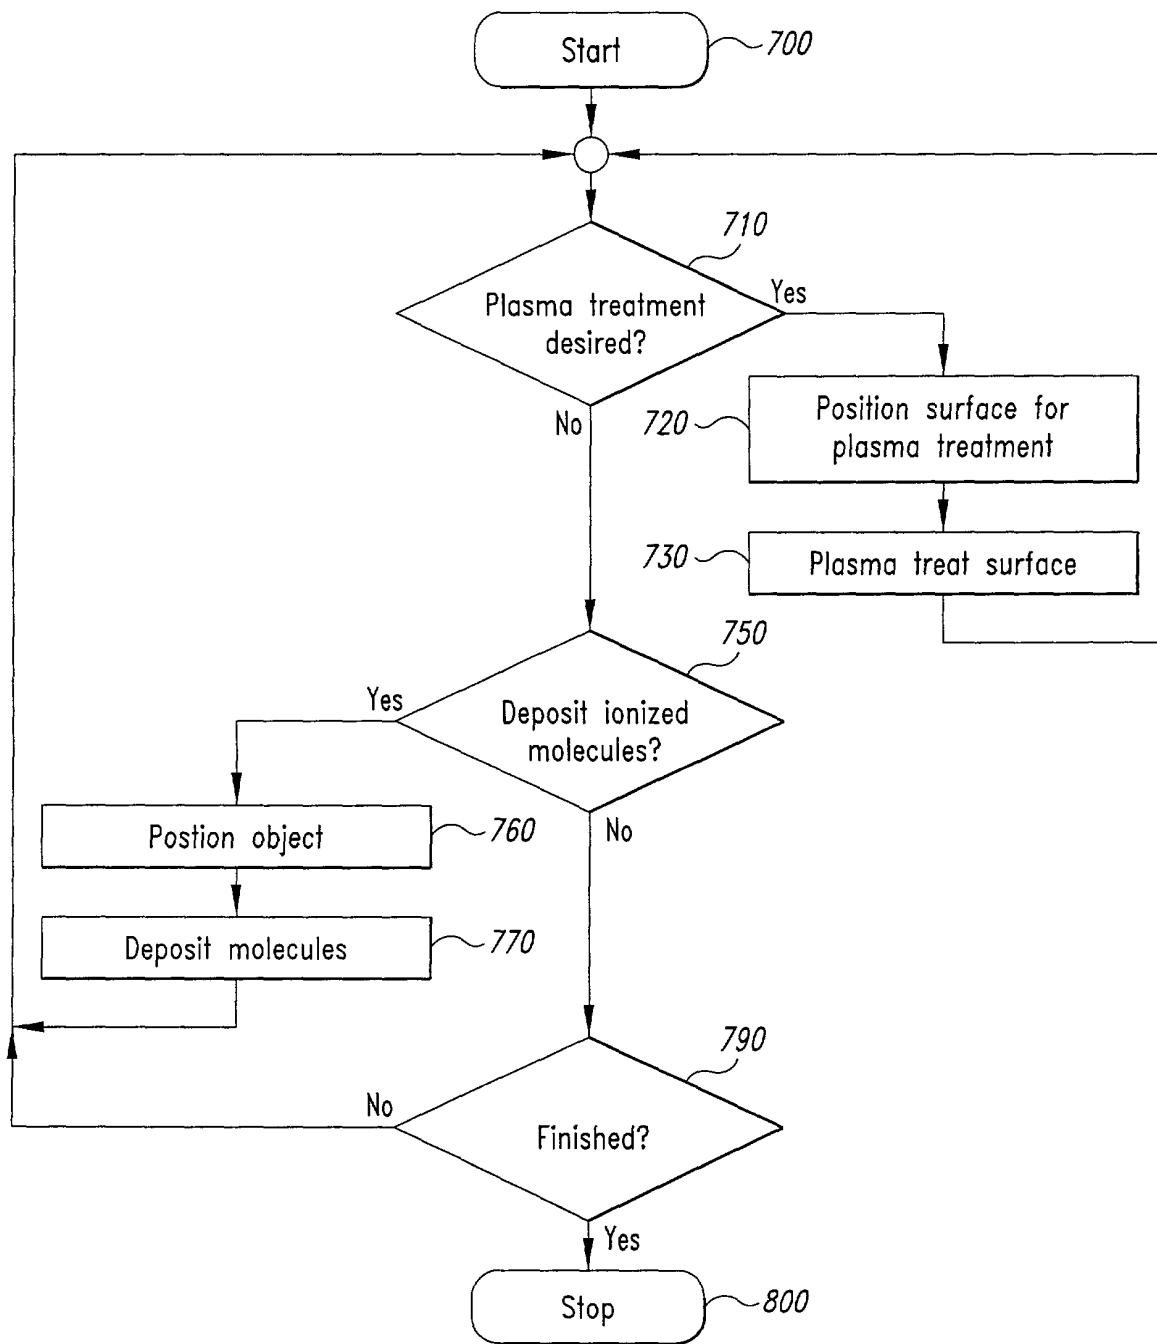 Start
700
710
Plasma treatment
desired?
Yes
No
720
Position surface for
plasma treatment
730
Plasma treat surface
750
Yes
Deposit ionized
molecules?
No
Postion object
760
Deposit molecules
770
790
No
Finished?
Yes
Stop
800